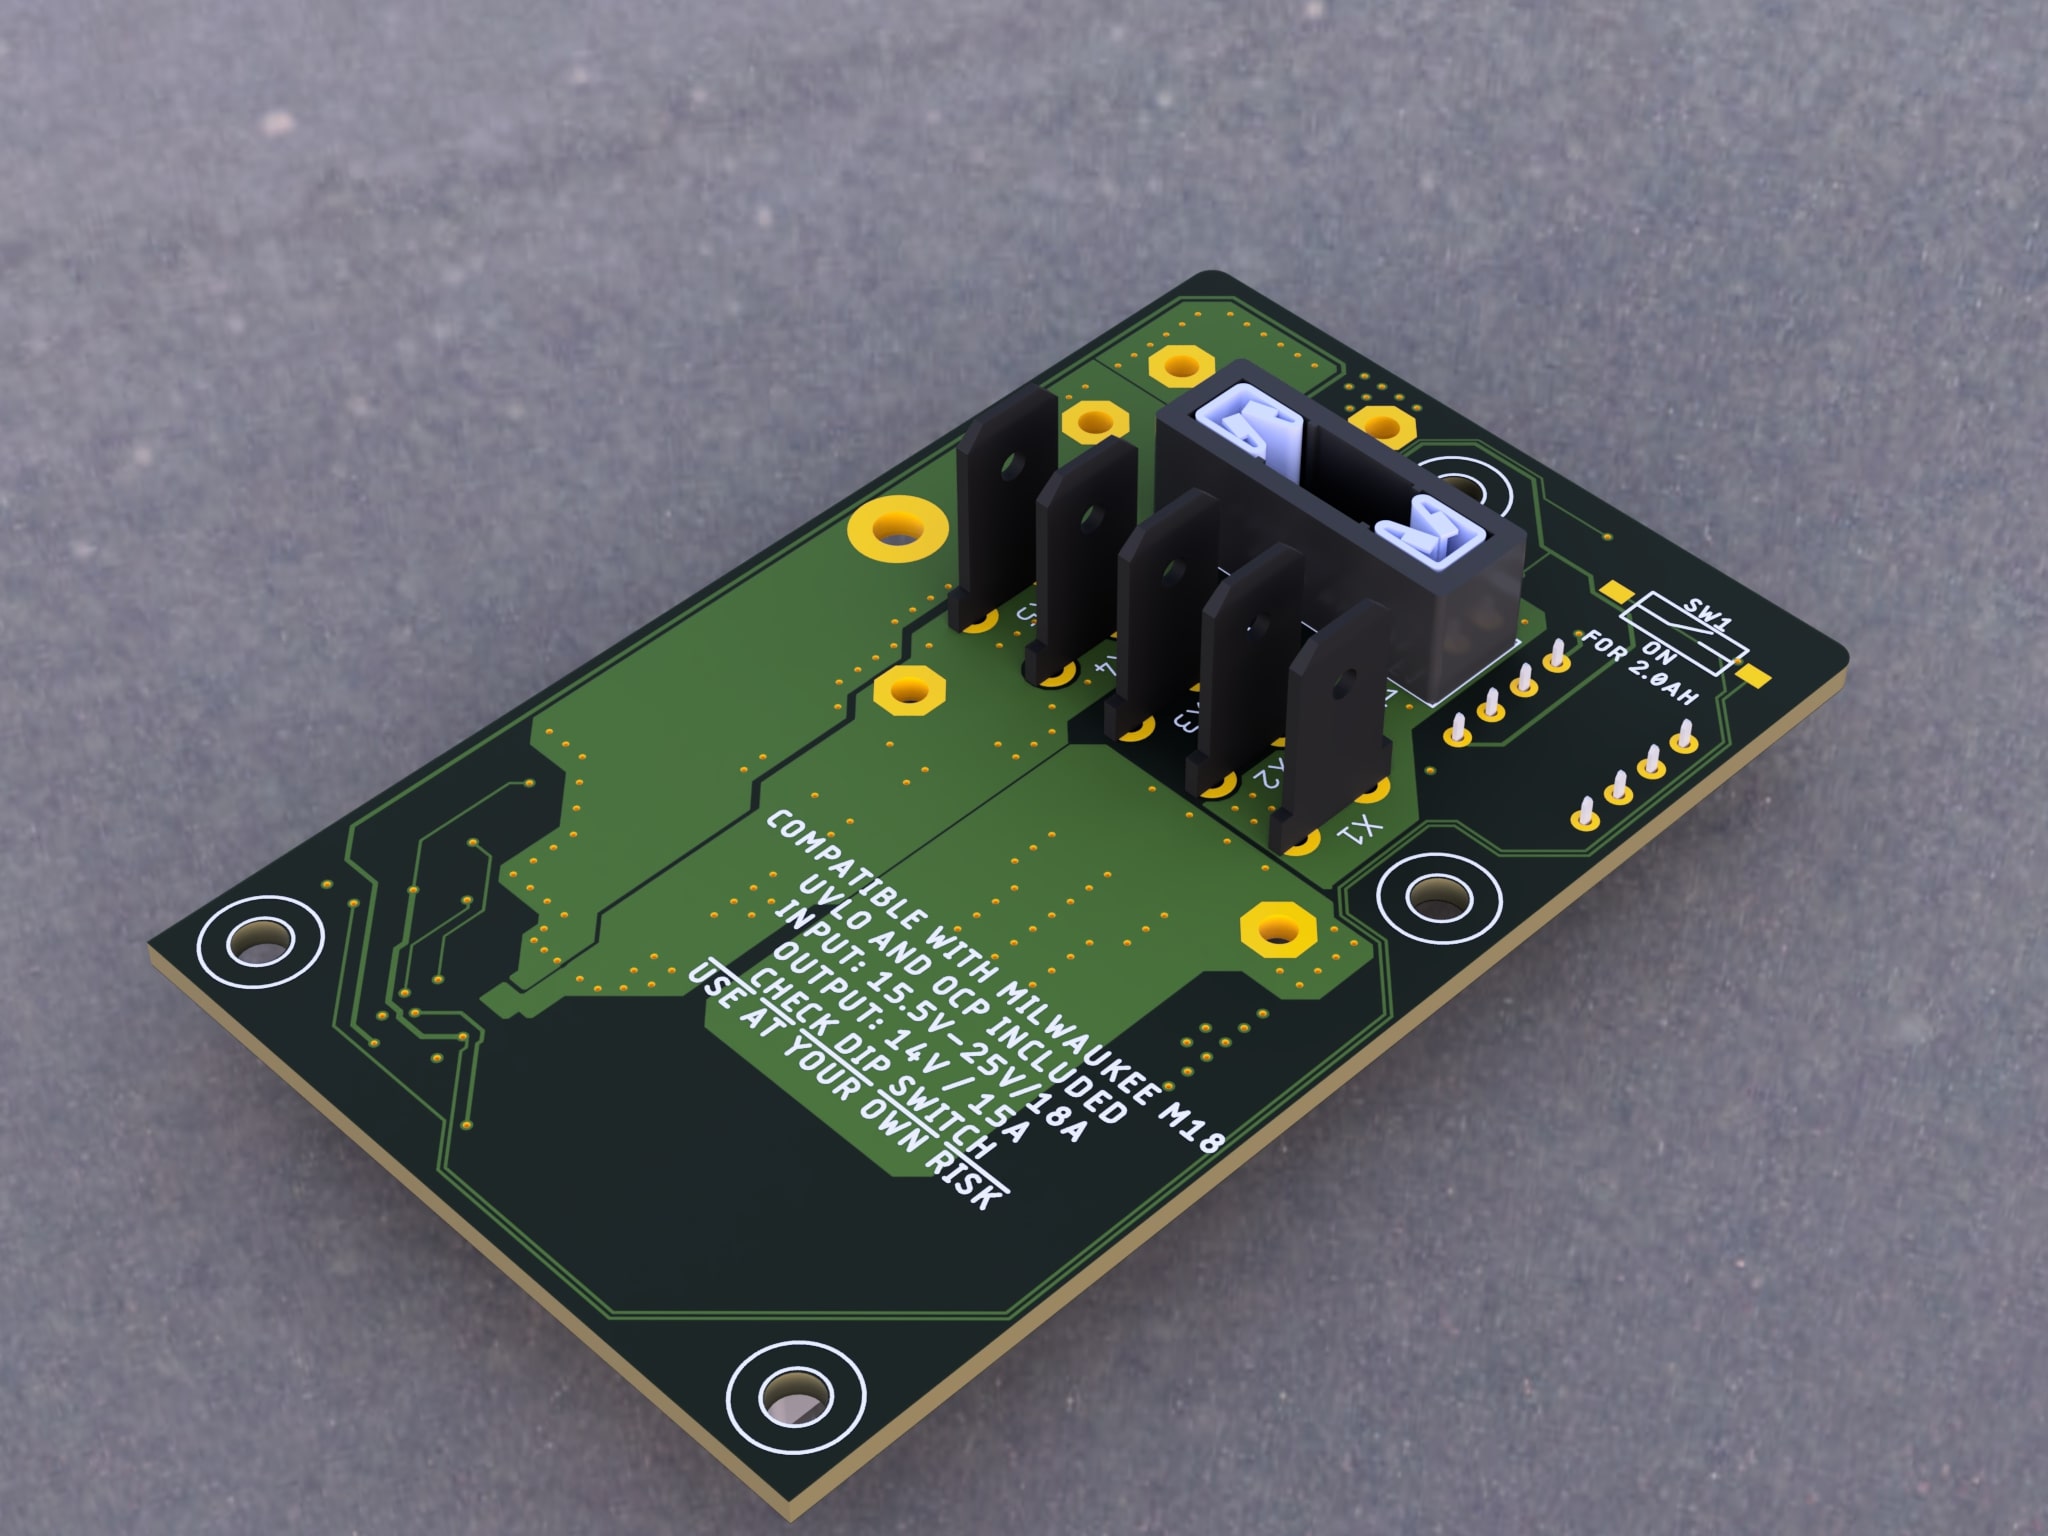 SW1
ON
FOR 2.0AH
X4
X3
X2
X1
COMPATIBLE WITH MILWAUKEE M18
UVLO AND OCP INCLUDED
INPUT: 15.5V-25V/18A
OUTPUT: 14V / 15A
CHECK DIP SWITCH
USE AT YOUR OWN RISK